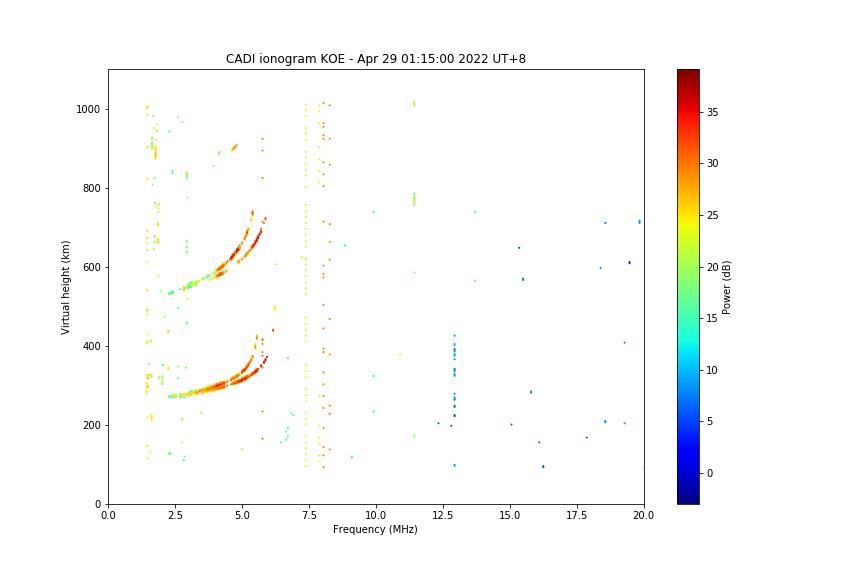 CADI ionogram KOE - Apr 29 01:15:00 2022 UT+8
1000
800
600
400
200
0
Virtual height (km)
0.0 2.5 5.0 7.5 10.0 12.5 15.0 17.5 20.0
Frequency (MHz)
35
30
25
20
15
10
5
0
Power (dB)